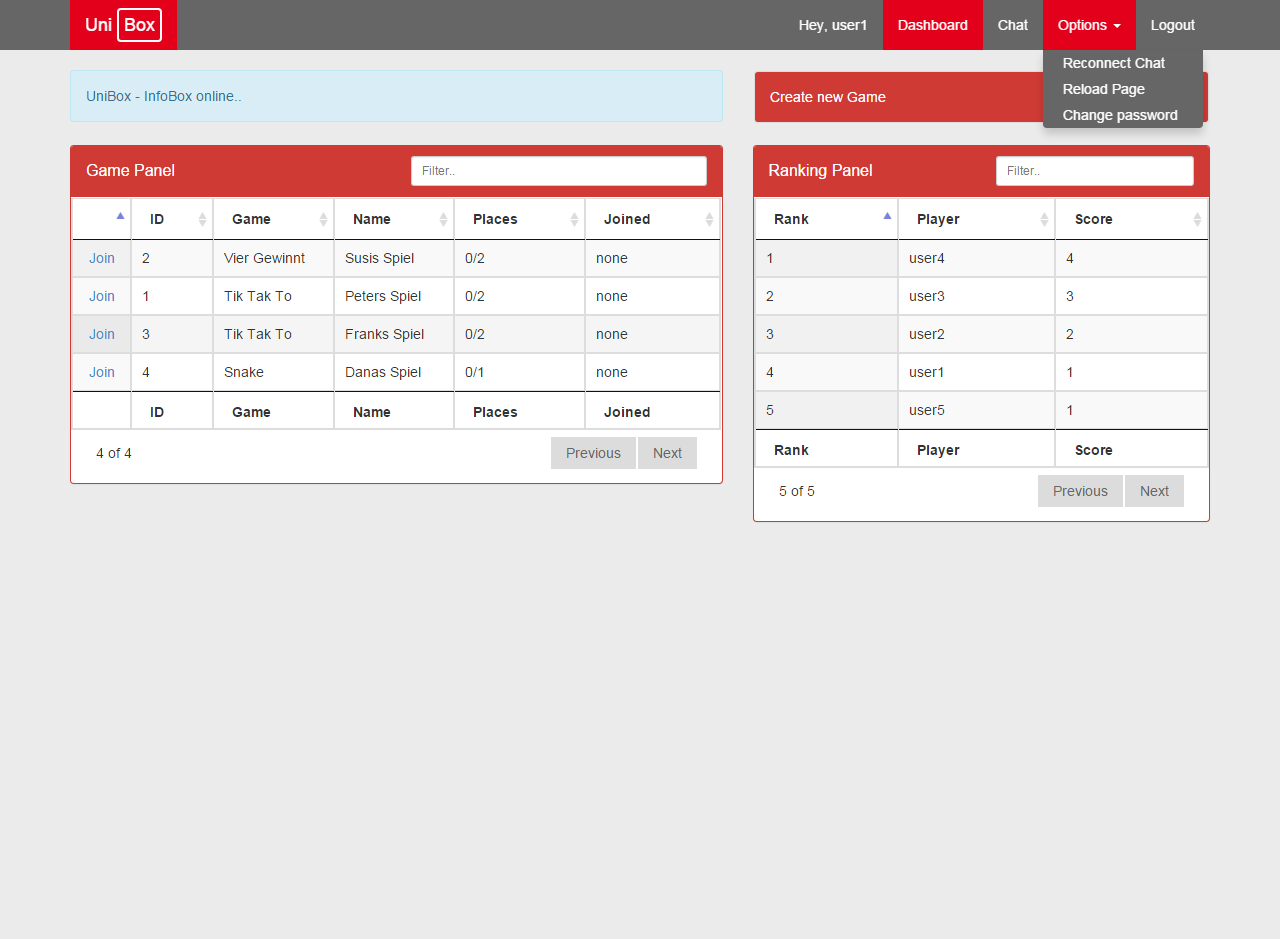 Uni Box Hey, user1 Dashboard Chat Options Logout
Reconnect Chat
Reload Page
Change password
UniBox - InfoBox online..
Create new Game
Game Panel Filter..
ID Game Name Places Joined
Join 2 Vier Gewinnt Susis Spiel 0/2 none
Join 1 Tik Tak To Peters Spiel 0/2 none
Join 3 Tik Tak To Franks Spiel 0/2 none
Join 4 Snake Danas Spiel 0/1 none
ID Game Name Places Joined
4 of 4 Previous Next
Ranking Panel Filter..
Rank Player Score
1 user4 4
2 user3 3
3 user2 2
4 user1 1
5 user5 1
Rank Player Score
5 of 5 Previous Next